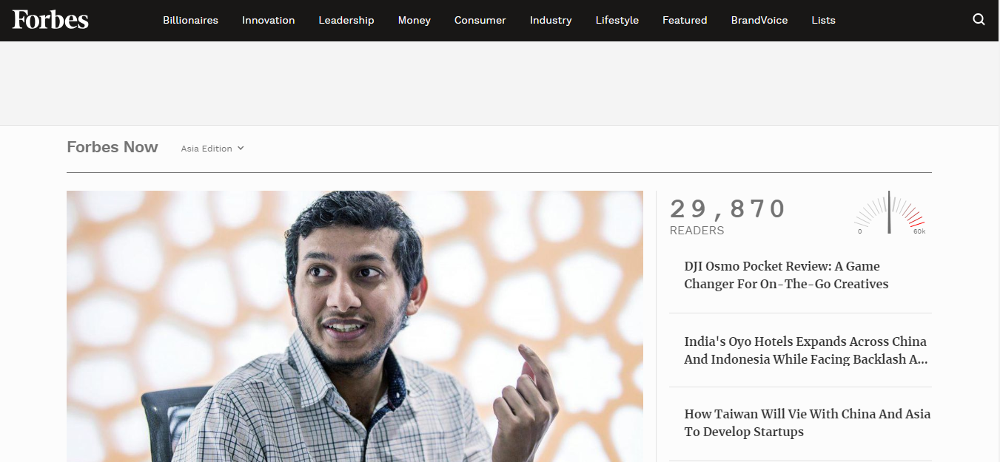 Forbes
Billionaires Innovation Leadership Money Consumer Industry Lifestyle Featured BrandVoice Lists
Forbes Now
Asia Edition
29,870
READERS
0 60k
DJI Osmo Pocket Review: A Game
Changer For On-The-Go Creatives
India's Oyo Hotels Expands Across China
And Indonesia While Facing Backlash A...
How Taiwan Will Vie With China And Asia
To Develop Startups